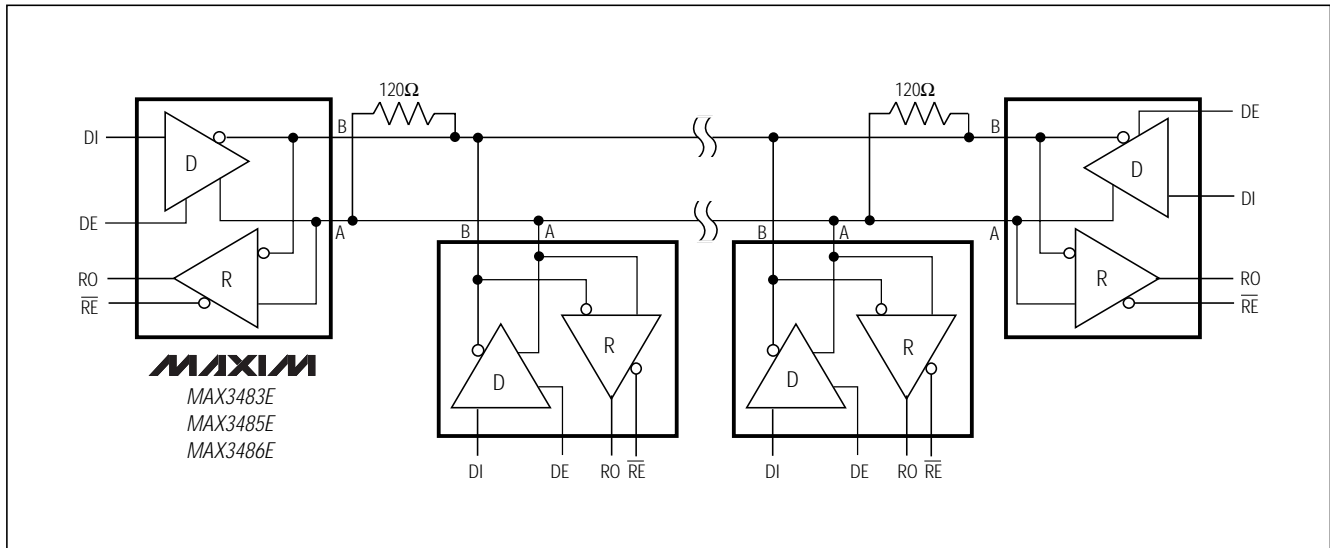 120Ω
120Ω
DI
D
B
DE
A
RO
R
RE
MAXIM
MAX3483E
MAX3485E
MAX3486E
B
A
R
D
DI
DE
RO
RE
B
A
R
D
DI
DE
RO
RE
B
DE
D
DI
A
R
RO
RE